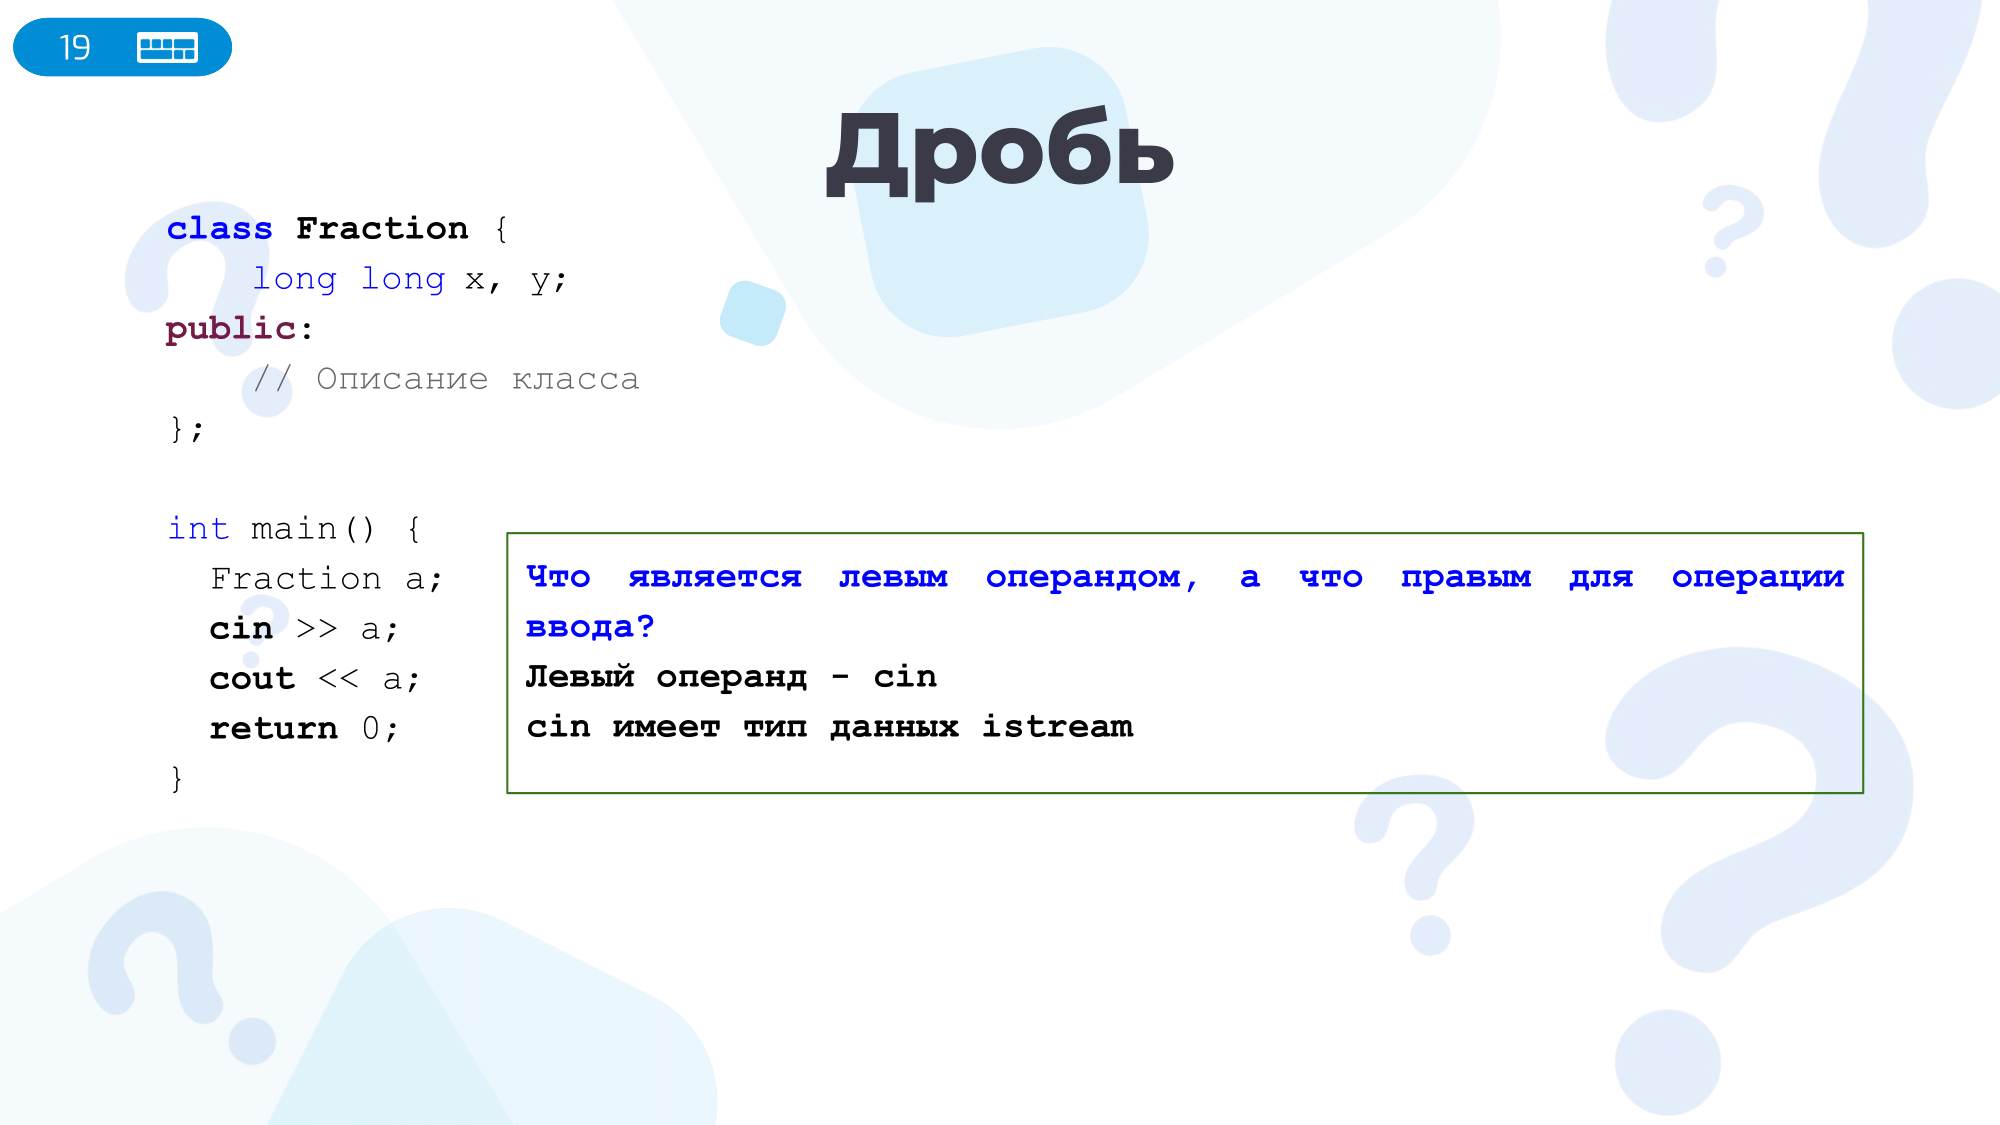 19
Дробь
class Fraction {
    long long x, y;
public:
    // Описание класса
};
int main() {
  Fraction a;
  cin >> a;
  cout << a;
  return 0;
}
Что является левым операндом, а что правым для операции
ввода?
Левый операнд - cin
cin имеет тип данных istream